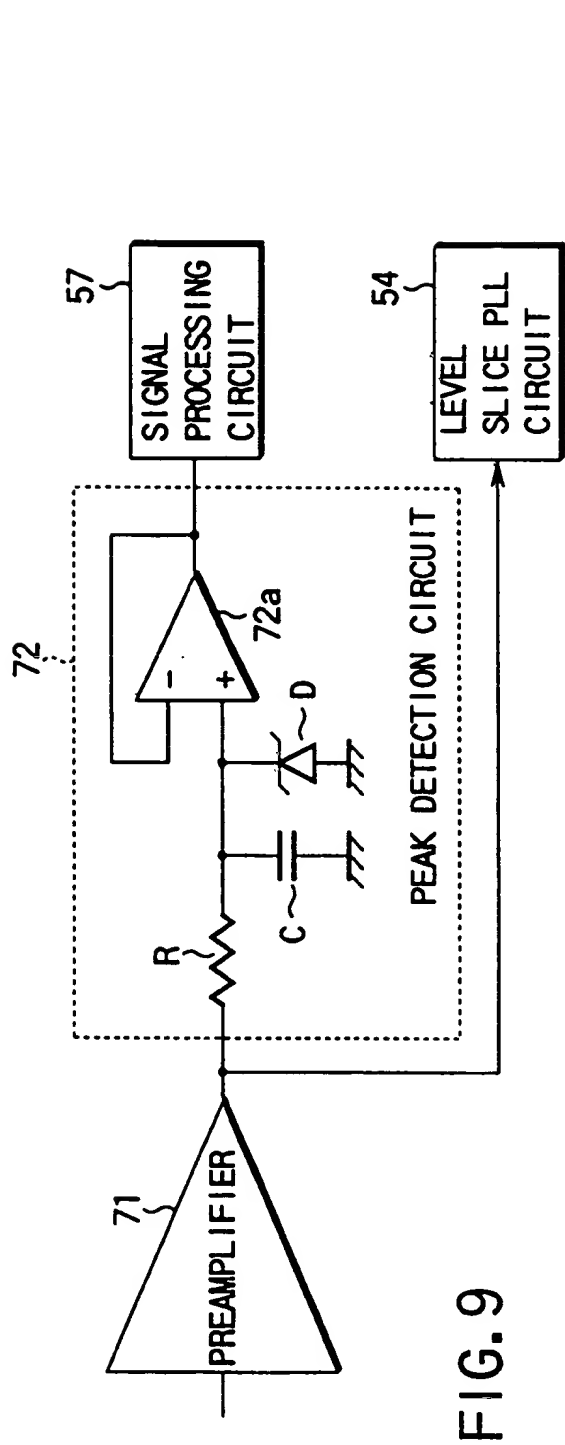 72
57
SIGNAL
PROCESSING
CIRCUIT
71
PREAMPLIFIER
R
C
D
-
+
72a
PEAK DETECTION CIRCUIT
54
LEVEL
SLICE PLL
CIRCUIT
FIG. 9